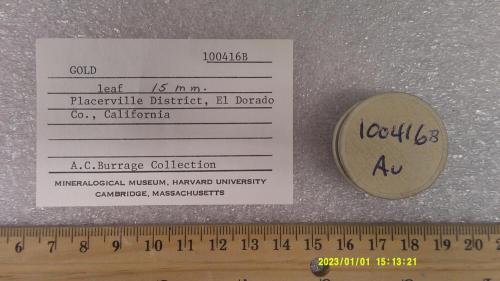 100416B
GOLD
leaf 15 mm.
Placerville District, El Dorado
Co., California
A.C.Burrage Collection
MINERALOGICAL MUSEUM, HARVARD UNIVERSITY
CAMBRIDGE, MASSACHUSETTS
100416B
Au
6 7 8 9 10 11 12 13 14 15 16 17 18 19 20
2023/01/01 15:13:21